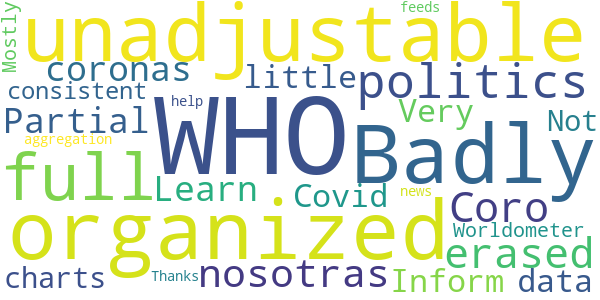 Mostly unadjustable feeds
coronas little politics
consistent help
Partial WHO Badly Very Not
aggregation
full Learn Covid news Coro
organized Worldometer
erased
charts Thanks nosotras Inform data